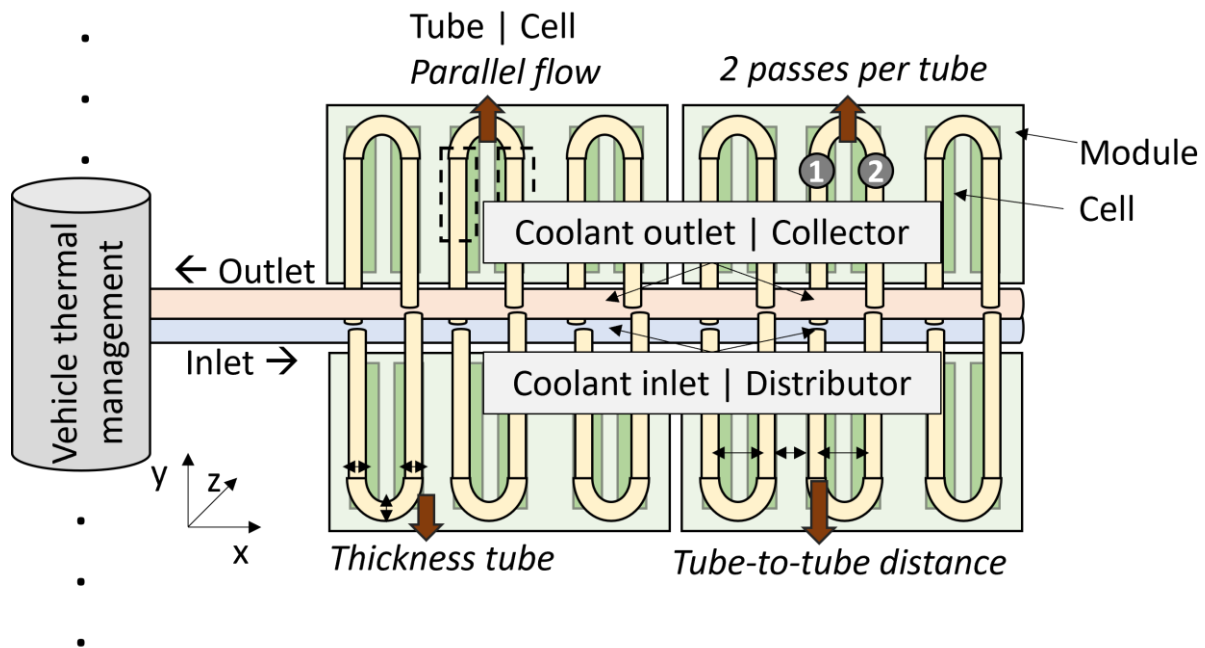 Tube | Cell
Parallel flow
2 passes per tube
Module
1
2
Cell
Coolant outlet | Collector
Vehicle thermal
management
← Outlet
Inlet →
Coolant inlet | Distributor
y
z
x
Thickness tube
Tube-to-tube distance